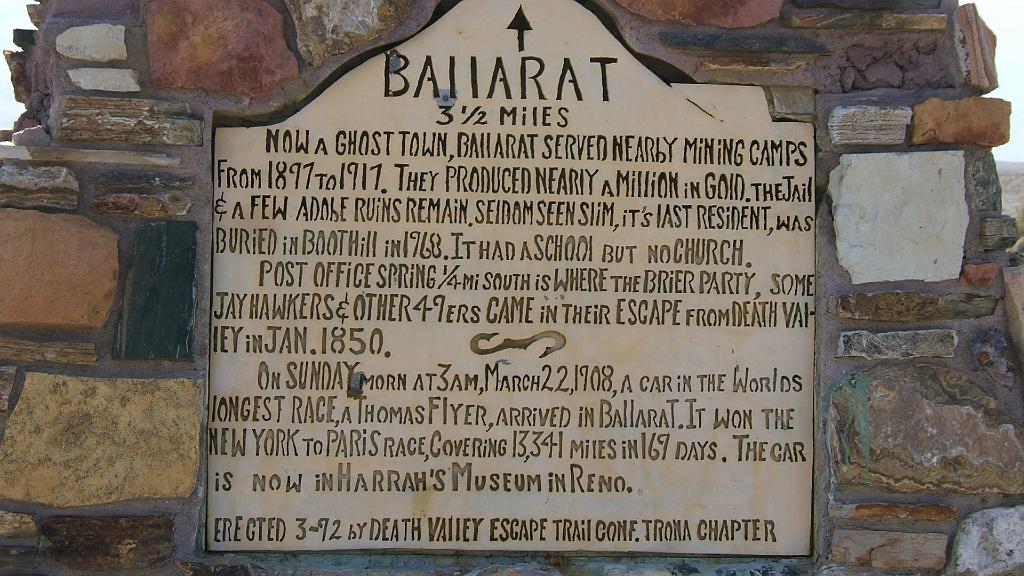 BALLARAT
3 1/2 MILES
NOW A GHOST TOWN, BALLARAT SERVED NEARBY MINING CAMPS
FROM 1897 TO 1917. THEY PRODUCED NEARLY A MILLION IN GOLD. THE JAIL
& A FEW ADOBE RUINS REMAIN. SELDOM SEEN SLIM, IT'S LAST RESIDENT, WAS
BURIED IN BOOTHILL IN 1968. IT HAD A SCHOOL BUT NO CHURCH.
POST OFFICE SPRING 1/4 MI SOUTH IS WHERE THE BRIER PARTY, SOME
JAYHAWKERS & OTHER 49ERS CAME IN THEIR ESCAPE FROM DEATH VAL-
LEY IN JAN. 1850.
ON SUNDAY MORN AT 3AM, MARCH 22, 1908, A CAR IN THE WORLDS
LONGEST RACE, A THOMAS FLYER, ARRIVED IN BALLARAT. IT WON THE
NEW YORK TO PARIS RACE, COVERING 13,341 MILES IN 169 DAYS. THE CAR
IS NOW IN HARRAH'S MUSEUM IN RENO.
ERECTED 3-92 BY DEATH VALLEY ESCAPE TRAIL CONF. TRONA CHAPTER